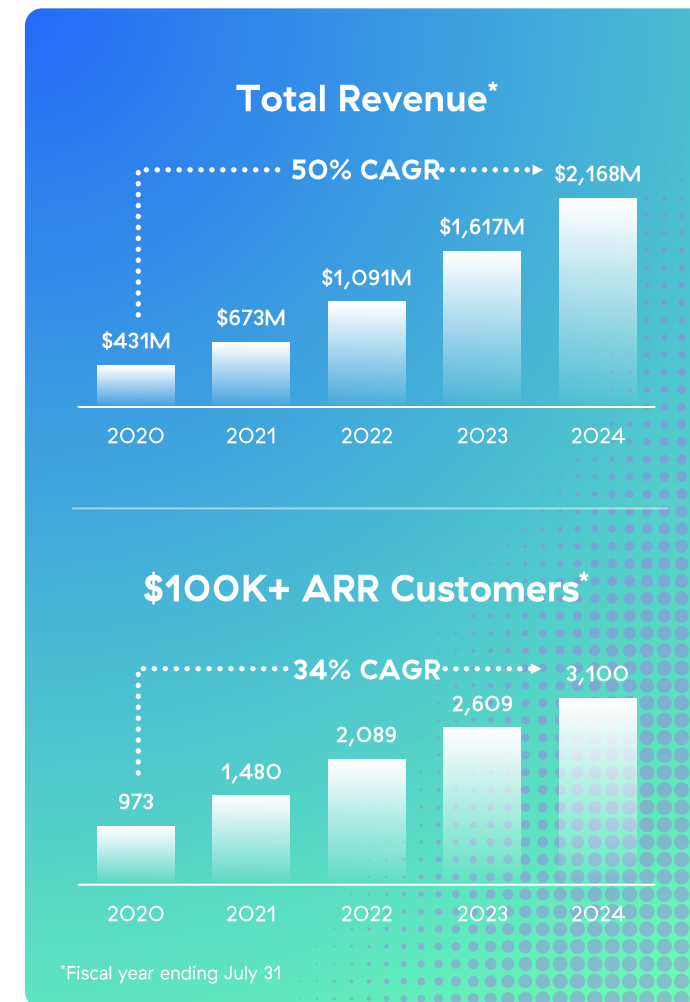 Total Revenue*
50% CAGR
$2,168M
$1,617M
$1,091M
$673M
$431M
2020 2021 2022 2023 2024
$100K+ ARR Customers*
34% CAGR
3,100
2,609
2,089
1,480
973
2020 2021 2022 2023 2024
*Fiscal year ending July 31